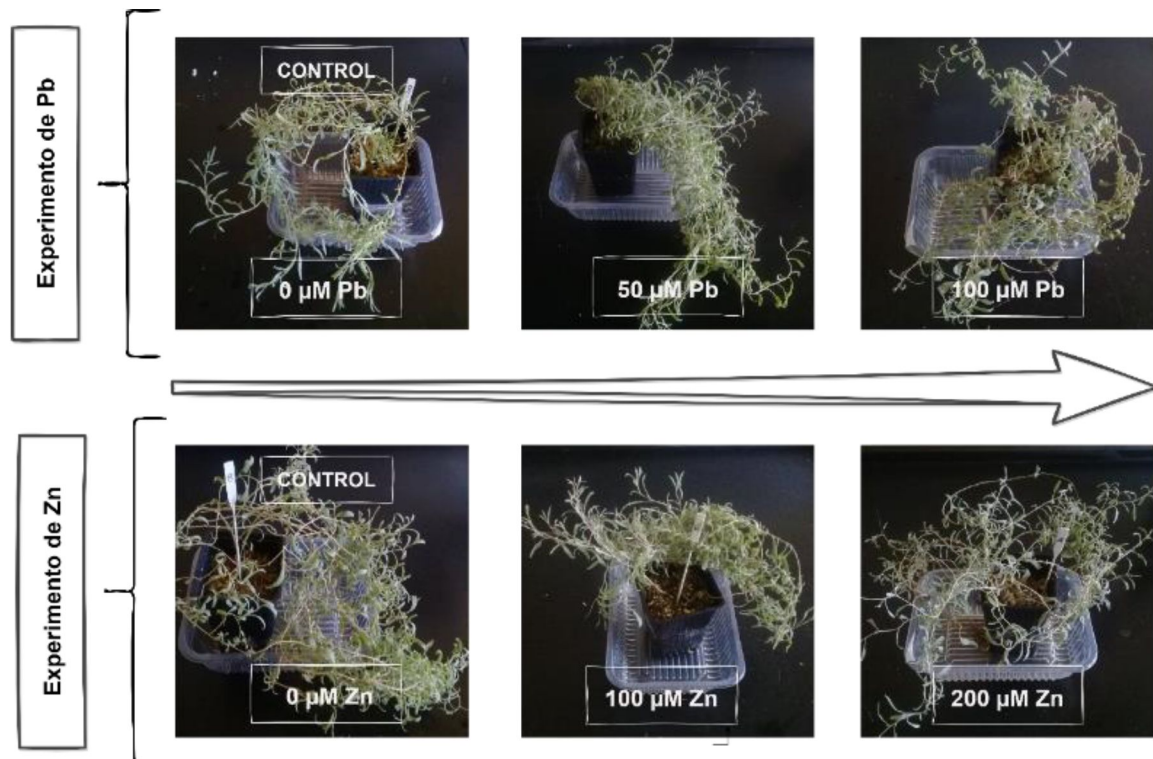 Experimento de Pb
CONTROL
0 µM Pb
50 µM Pb
100 µM Pb
Experimento de Zn
CONTROL
0 µM Zn
100 µM Zn
200 µM Zn